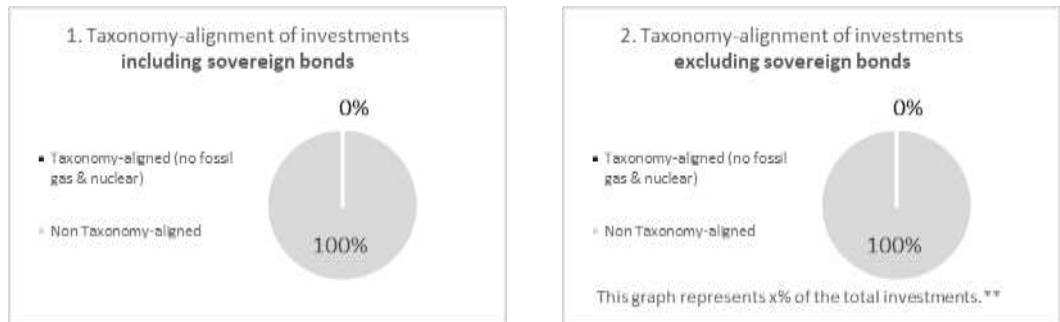 1. Taxonomy-alignment of investments
including sovereign bonds
0%
Taxonomy-aligned (no fossil
gas & nuclear)
Non Taxonomy-aligned
100%
2. Taxonomy-alignment of investments
excluding sovereign bonds
0%
Taxonomy-aligned (no fossil
gas & nuclear)
Non Taxonomy-aligned
100%
This graph represents x% of the total investments.**